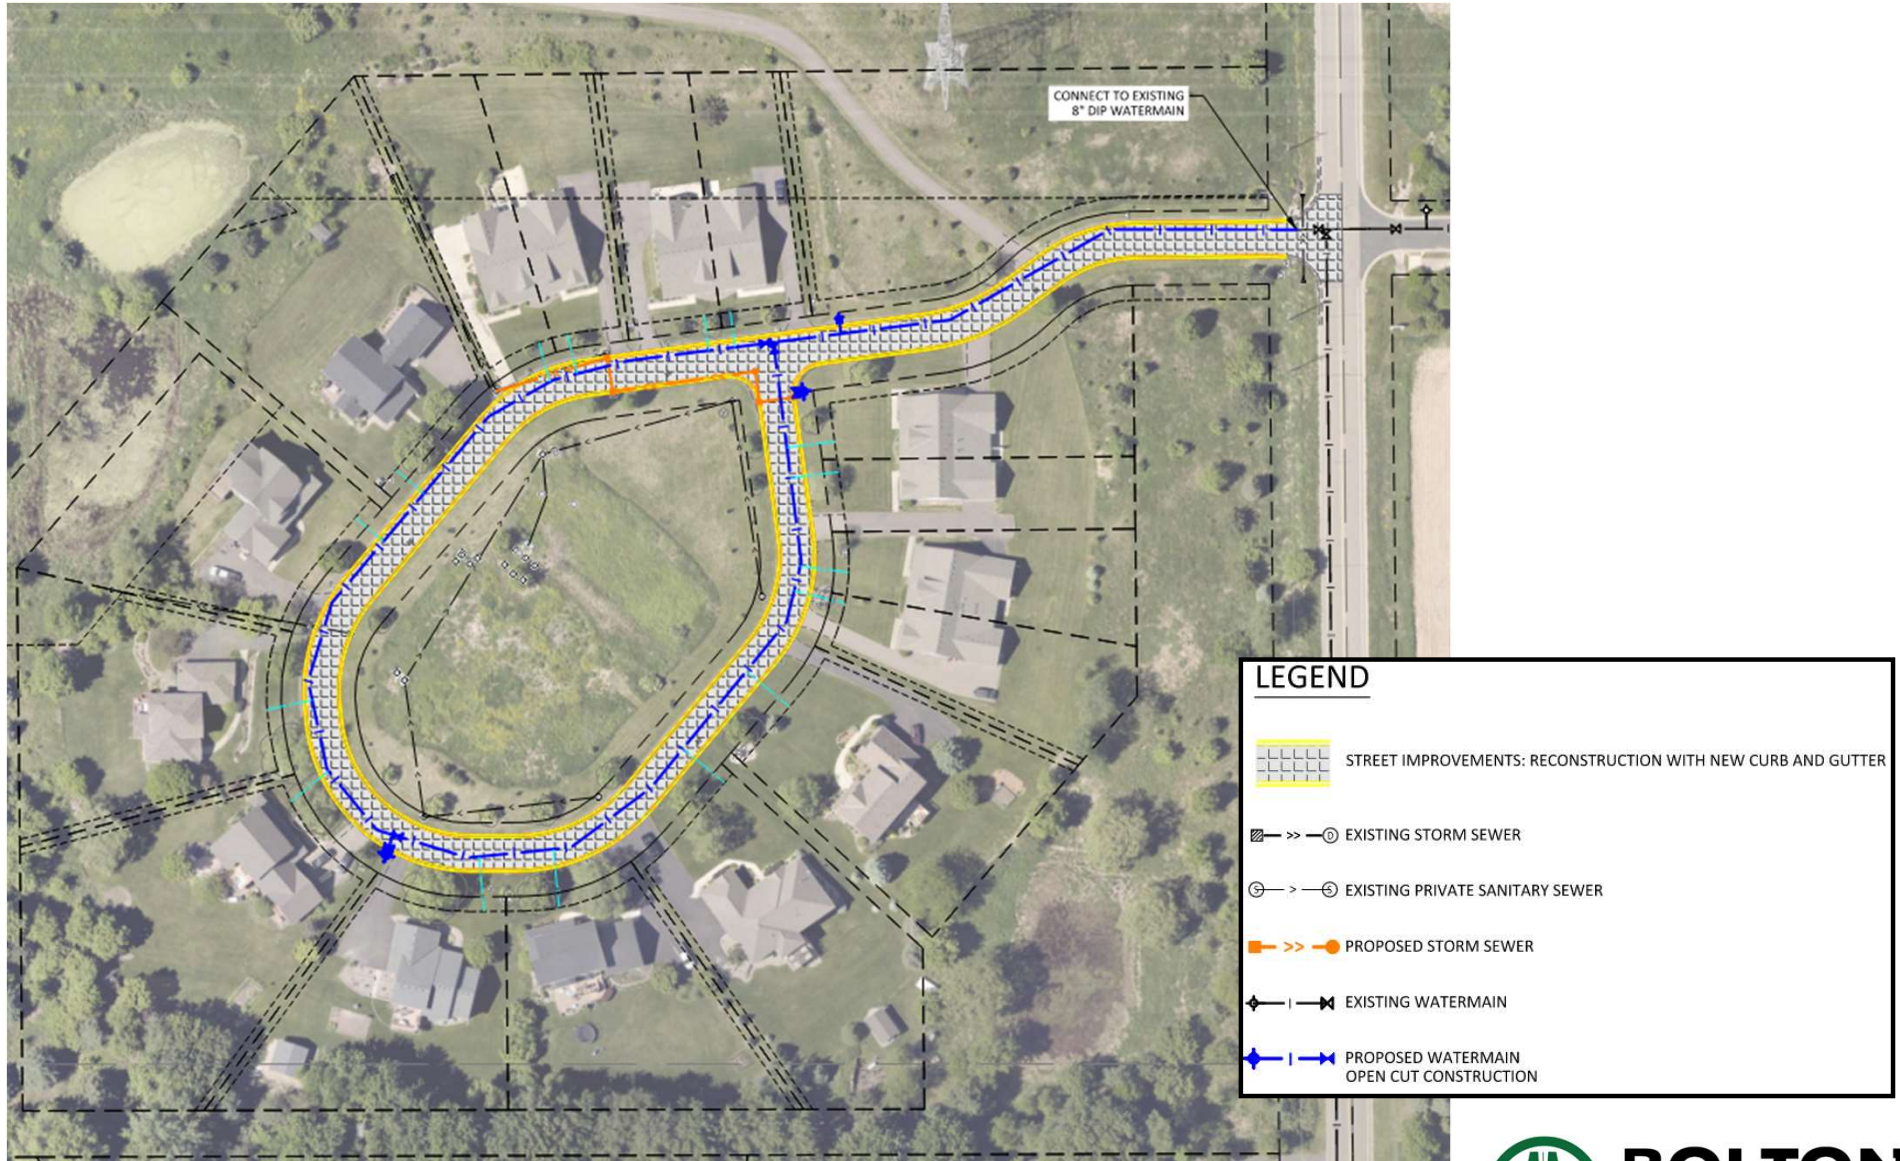 CONNECT TO EXISTING
8" DIP WATERMAIN
LEGEND
STREET IMPROVEMENTS: RECONSTRUCTION WITH NEW CURB AND GUTTER
>> D EXISTING STORM SEWER
S > S EXISTING PRIVATE SANITARY SEWER
>> PROPOSED STORM SEWER
EXISTING WATERMAIN
PROPOSED WATERMAIN
OPEN CUT CONSTRUCTION
BOLTON